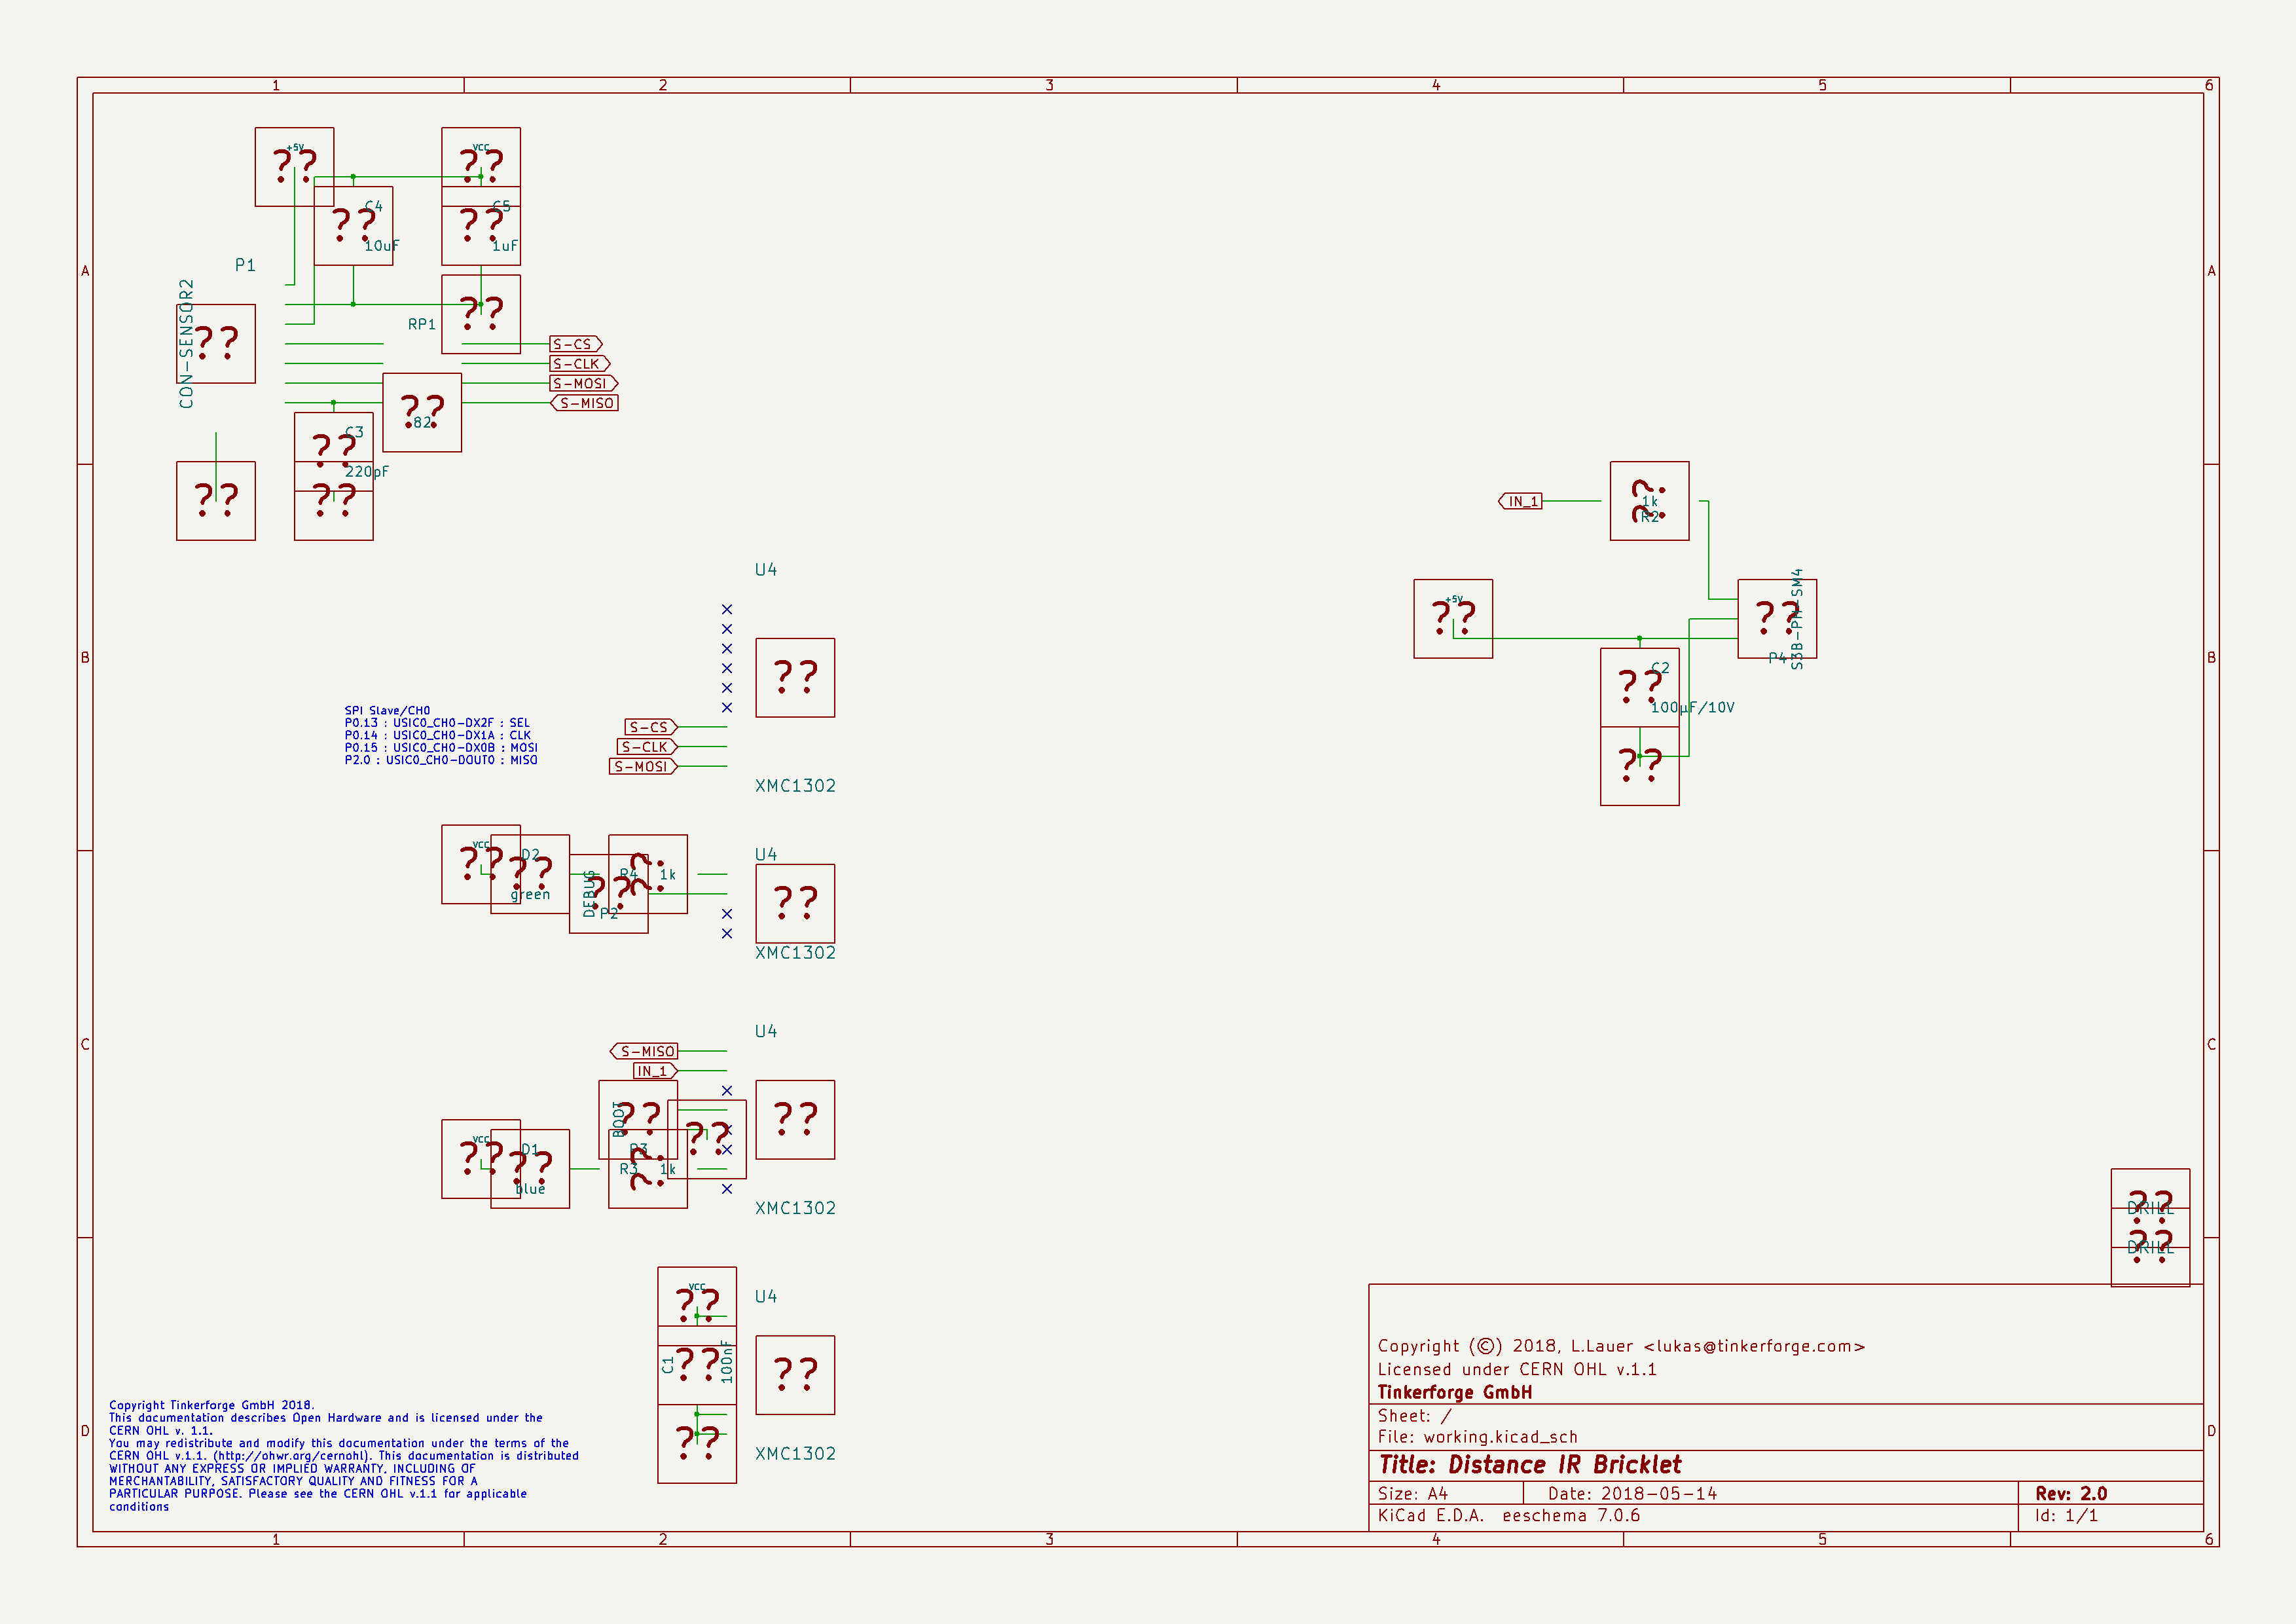 1 2 3 4 5 6
A
B
C
D
A
B
C
D
1 2 3 4 5 6
+5V
??
VCC
??
C4
??
10uF
C5
??
1uF
P1
CON-SENSOR2
??
RP1
??
S-CS
S-CLK
S-MOSI
S-MISO
??
82
C3
??
220pF
??
??
IN_1
??
1k
R2
+5V
??
S3B-PH-SM4
??
P4
C2
??
100µF/10V
??
U4
??
SPI Slave/CH0
P0.13 : USIC0_CH0-DX2F : SEL
P0.14 : USIC0_CH0-DX1A : CLK
P0.15 : USIC0_CH0-DX0B : MOSI
P2.0 : USIC0_CH0-DOUT0 : MISO
S-CS
S-CLK
S-MOSI
XMC1302
VCC
??
D2
??
green
DEBUG
??
P2
R4
??
1k
U4
??
XMC1302
U4
S-MISO
IN_1
BOOT
??
P3
??
??
VCC
??
D1
??
blue
R3
??
1k
XMC1302
DRILL
??
DRILL
??
VCC
??
U4
C1
??
100nF
??
??
XMC1302
Copyright Tinkerforge GmbH 2018.
This documentation describes Open Hardware and is licensed under the
CERN OHL v. 1.1.
You may redistribute and modify this documentation under the terms of the
CERN OHL v.1.1. (http://ohwr.org/cernohl). This documentation is distributed
WITHOUT ANY EXPRESS OR IMPLIED WARRANTY, INCLUDING OF
MERCHANTABILITY, SATISFACTORY QUALITY AND FITNESS FOR A
PARTICULAR PURPOSE. Please see the CERN OHL v.1.1 for applicable
conditions
Copyright (©) 2018, L.Lauer <lukas@tinkerforge.com>
Licensed under CERN OHL v.1.1
Tinkerforge GmbH
Sheet: /
File: working.kicad_sch
Title: Distance IR Bricklet
Size: A4 Date: 2018-05-14 Rev: 2.0
KiCad E.D.A. eeschema 7.0.6 Id: 1/1